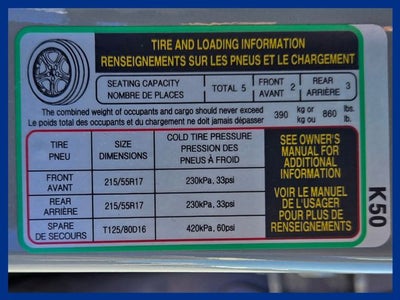 TIRE AND LOADING INFORMATION
RENSEIGNEMENTS SUR LES PNEUS ET LE CHARGEMENT
SEATING CAPACITY
NOMBRE DE PLACES
TOTAL 5
FRONT
AVANT
2
REAR
ARRIÈRE
3
The combined weight of occupants and cargo should never exceed
Le poids total des occupants et du chargement ne doit jamais dépasser
390 kg or
kg ou
860 lbs.
lb.
TIRE
PNEU
SIZE
DIMENSIONS
COLD TIRE PRESSURE
PRESSION DES
PNEUS À FROID
FRONT
AVANT
215/55R17
230kPa, 33psi
REAR
ARRIÈRE
215/55R17
230kPa, 33psi
SPARE
DE SECOURS
T125/80D16
420kPa, 60psi
SEE OWNER'S
MANUAL FOR
ADDITIONAL
INFORMATION
VOIR LE MANUEL
DE L'USAGER
POUR PLUS DE
RENSEIGNEMENTS
K50